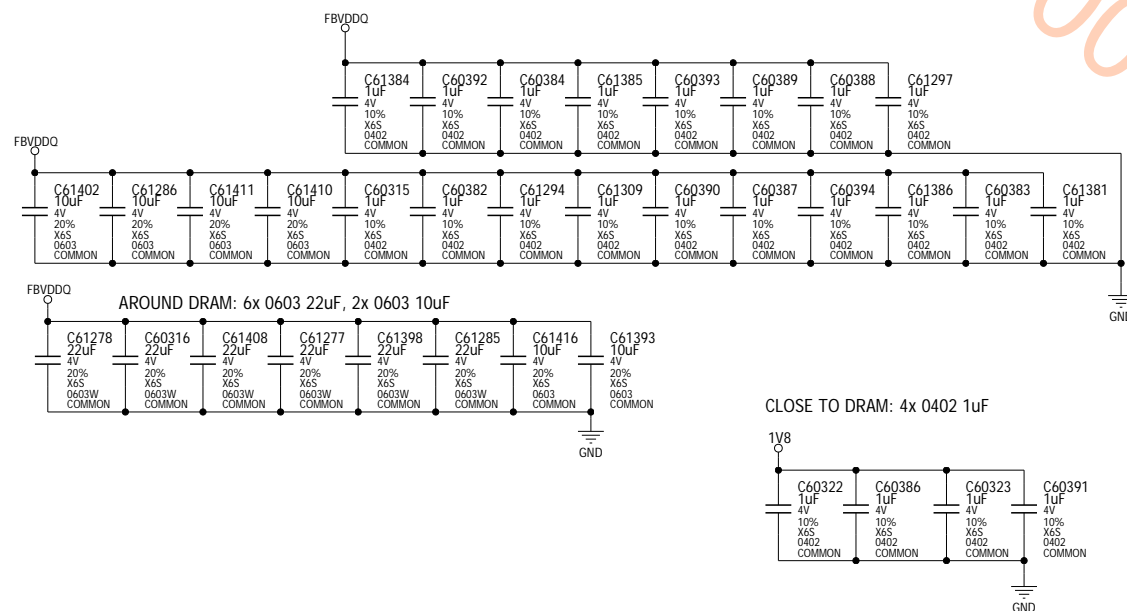 FBVDDQ
C61384 C60392 C60384 C61385 C60393 C60389 C60388 C61297
1uF 1uF 1uF 1uF 1uF 1uF 1uF 1uF
4V 4V 4V 4V 4V 4V 4V 4V
10% 10% 10% 10% 10% 10% 10% 10%
X6S X6S X6S X6S X6S X6S X6S X6S
0402 0402 0402 0402 0402 0402 0402 0402
COMMON COMMON COMMON COMMON COMMON COMMON COMMON COMMON
FBVDDQ
C61402 C61286 C61411 C61410 C60315 C60382 C61294 C61309 C60390 C60387 C60394 C61386 C60383 C61381
10uF 10uF 10uF 10uF 1uF 1uF 1uF 1uF 1uF 1uF 1uF 1uF 1uF 1uF
4V 4V 4V 4V 4V 4V 4V 4V 4V 4V 4V 4V 4V 4V
20% 20% 20% 20% 10% 10% 10% 10% 10% 10% 10% 10% 10% 10%
X6S X6S X6S X6S X6S X6S X6S X6S X6S X6S X6S X6S X6S X6S
0603 0603 0603 0603 0402 0402 0402 0402 0402 0402 0402 0402 0402 0402
COMMON COMMON COMMON COMMON COMMON COMMON COMMON COMMON COMMON COMMON COMMON COMMON COMMON COMMON
GND
FBVDDQ
AROUND DRAM: 6x 0603 22uF, 2x 0603 10uF
C61278 C60316 C61408 C61277 C61398 C61285 C61416 C61393
22uF 22uF 22uF 22uF 22uF 22uF 10uF 10uF
4V 4V 4V 4V 4V 4V 4V 4V
20% 20% 20% 20% 20% 20% 20% 20%
X6S X6S X6S X6S X6S X6S X6S X6S
0603W 0603W 0603W 0603W 0603W 0603W 0603 0603
COMMON COMMON COMMON COMMON COMMON COMMON COMMON COMMON
GND
CLOSE TO DRAM: 4x 0402 1uF
1V8
C60322 C60386 C60323 C60391
1uF 1uF 1uF 1uF
4V 4V 4V 4V
10% 10% 10% 10%
X6S X6S X6S X6S
0402 0402 0402 0402
COMMON COMMON COMMON COMMON
GND